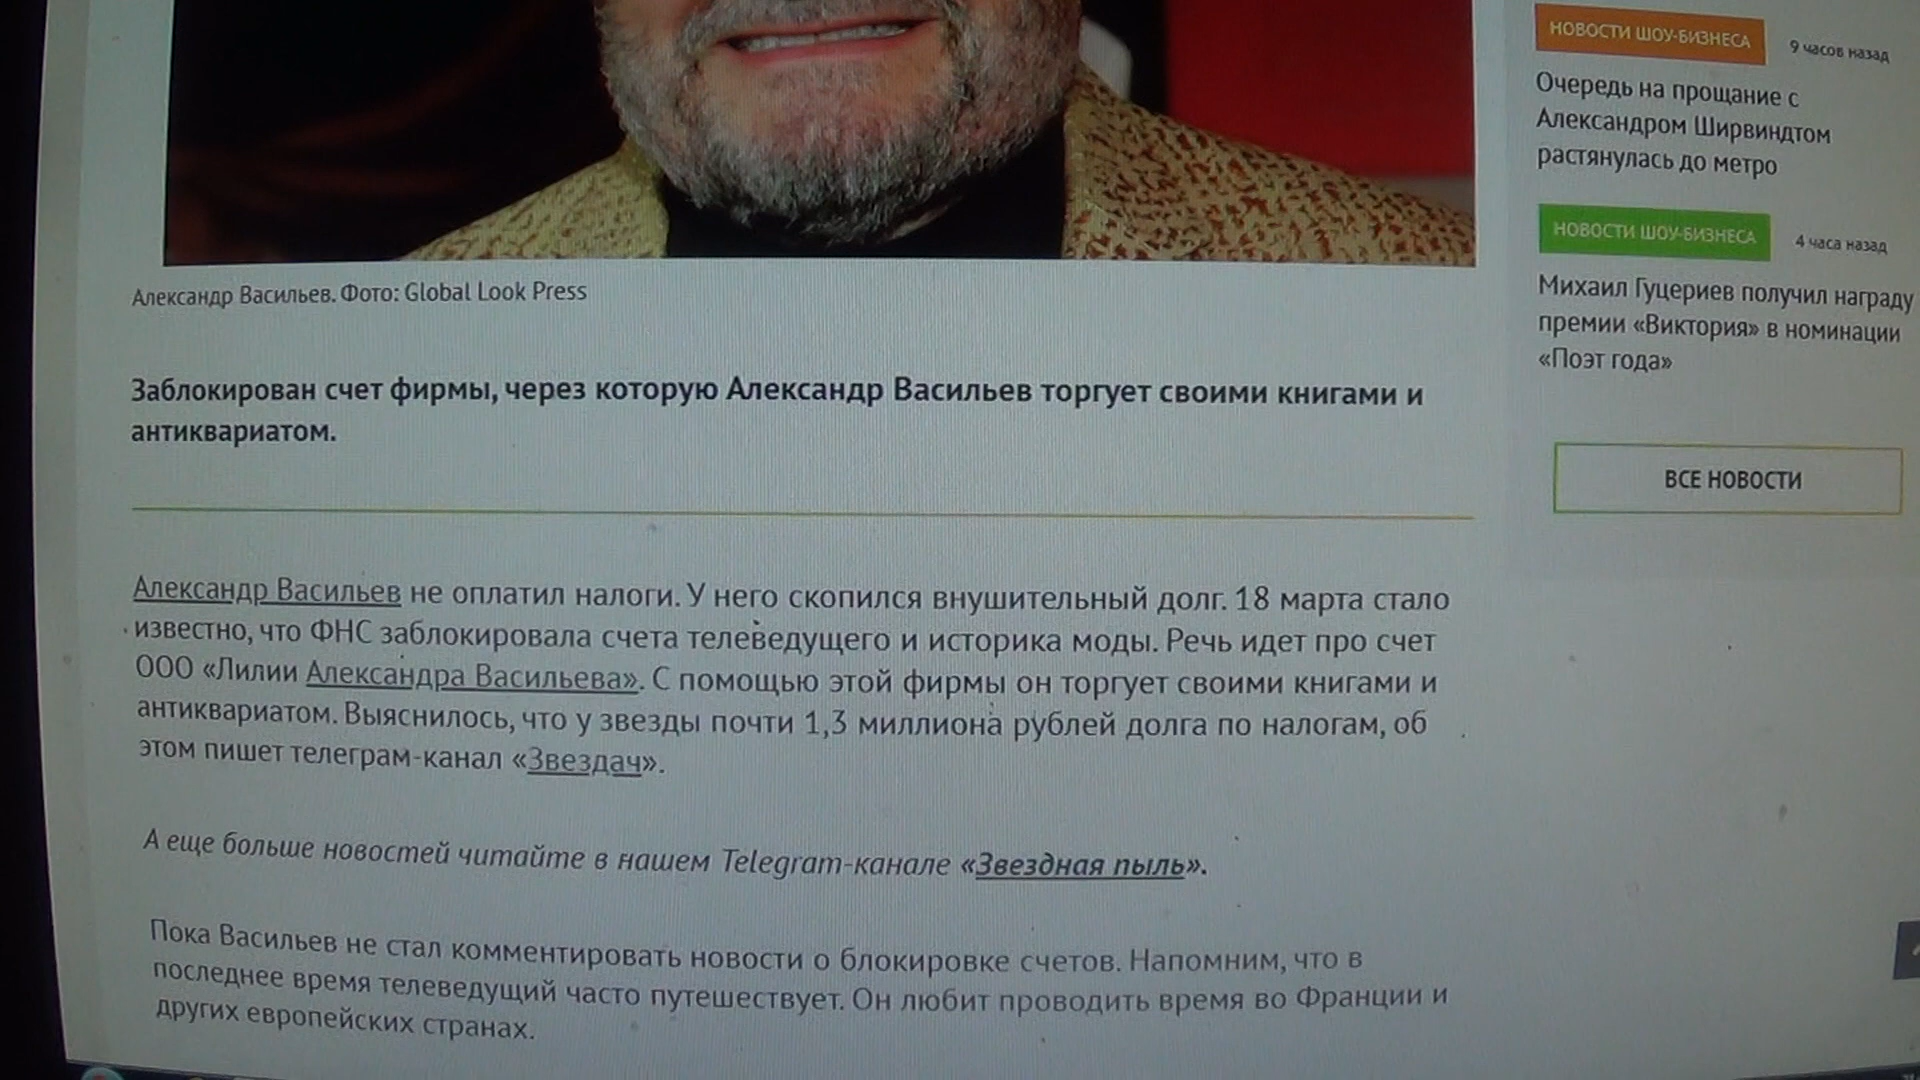 Александр Васильев. Фото: Global Look Press
Заблокирован счет фирмы, через которую Александр Васильев торгует своими книгами и
антиквариатом.
Александр Васильев не оплатил налоги. У него скопился внушительный долг. 18 марта стало
известно, что ФНС заблокировала счета телеведущего и историка моды. Речь идет про счет
ООО «Лилии Александра Васильева». С помощью этой фирмы он торгует своими книгами и
антиквариатом. Выяснилось, что у звезды почти 1,3 миллиона рублей долга по налогам, об
этом пишет телеграм-канал «Звездач».
А еще больше новостей читайте в нашем Telegram-канале «Звездная пыль».
Пока Васильев не стал комментировать новости о блокировке счетов. Напомним, что в
последнее время телеведущий часто путешествует. Он любит проводить время во Франции и
других европейских странах.
НОВОСТИ ШОУ-БИЗНЕСА 9 часов назад
Очередь на прощание с
Александром Ширвиндтом
растянулась до метро
НОВОСТИ ШОУ-БИЗНЕСА 4 часа назад
Михаил Гуцериев получил награду
премии «Виктория» в номинации
«Поэт года»
ВСЕ НОВОСТИ